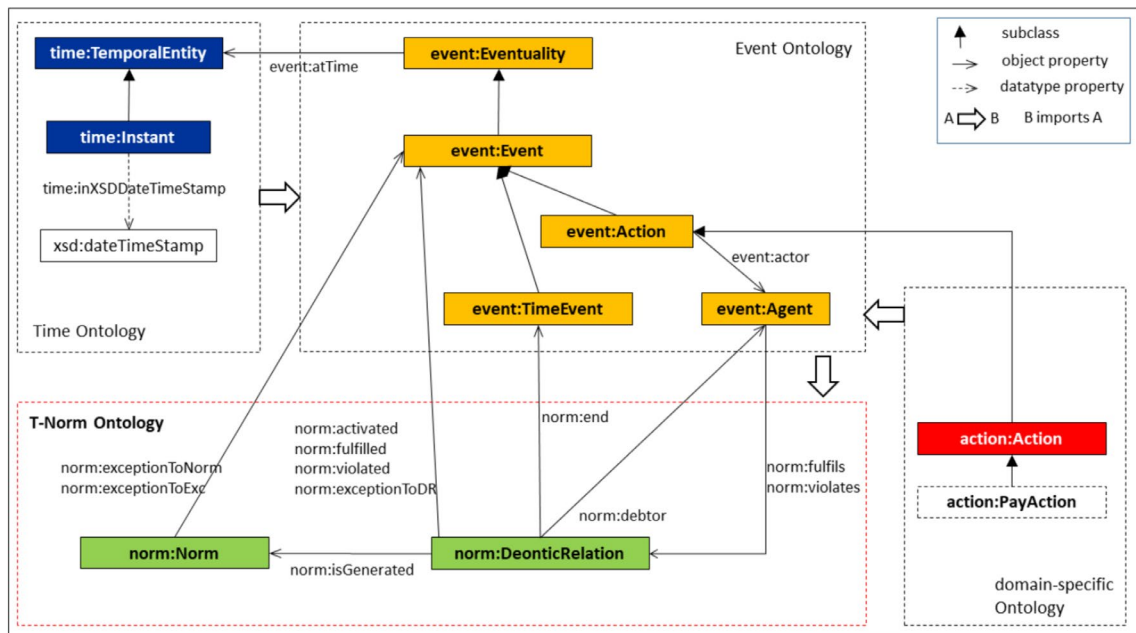 time:TemporalEntity
event:Eventuality
Event Ontology
event:atTime
subclass
object property
datatype property
A B B imports A
time:Instant
event:Event
time:inXSDDateTimeStamp
xsd:dateTimeStamp
event:Action
event:actor
event:TimeEvent
event:Agent
Time Ontology
T-Norm Ontology
norm:exceptionToNorm
norm:exceptionToExc
norm:activated
norm:fulfilled
norm:violated
norm:exceptionToDR
norm:end
norm:fulfils
norm:violates
norm:debtor
action:Action
action:PayAction
norm:Norm
norm:isGenerated
norm:DeonticRelation
domain-specific
Ontology